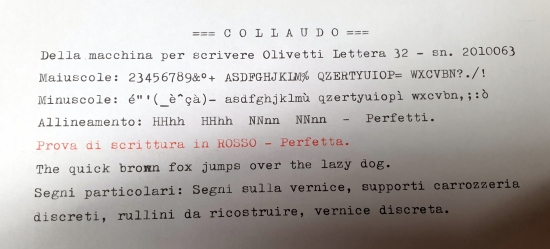 === C O L L A U D O ===
Della macchina per scrivere Olivetti Lettera 32 - sn. 2010063
Maiuscole: 23456789&º+ ASDFGHJKLM% QZERTYUIOP= WXCVBN?./!
Minuscole: é"'(_è^çà)- asdfghjklmù qzertyuiopì wxcvbn,;:ò
Allineamento: HHhh HHhh NNnn NNnn - Perfetti.
Prova di scrittura in ROSSO - Perfetta.
The quick brown fox jumps over the lazy dog.
Segni particolari: Segni sulla vernice, supporti carrozzeria
discreti, rullini da ricostruire, vernice discreta.